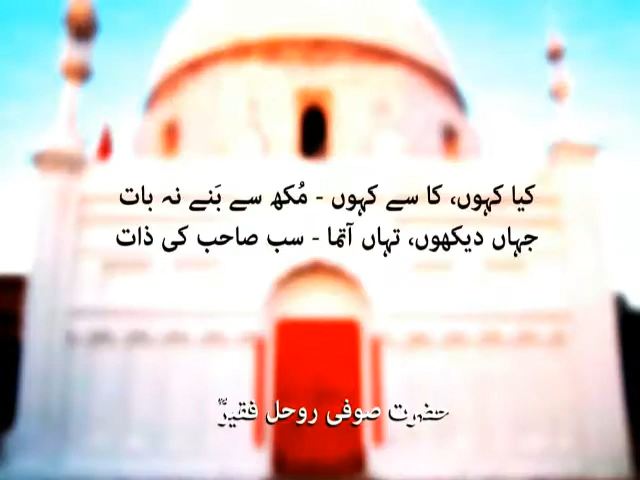 کیا کہوں، کا سے کہوں - مُکھ سے بَنے نہ بات
جہاں دیکھوں، تہاں آتما - سب صاحب کی ذات
حضرت صوفی روحل فقیرؒ